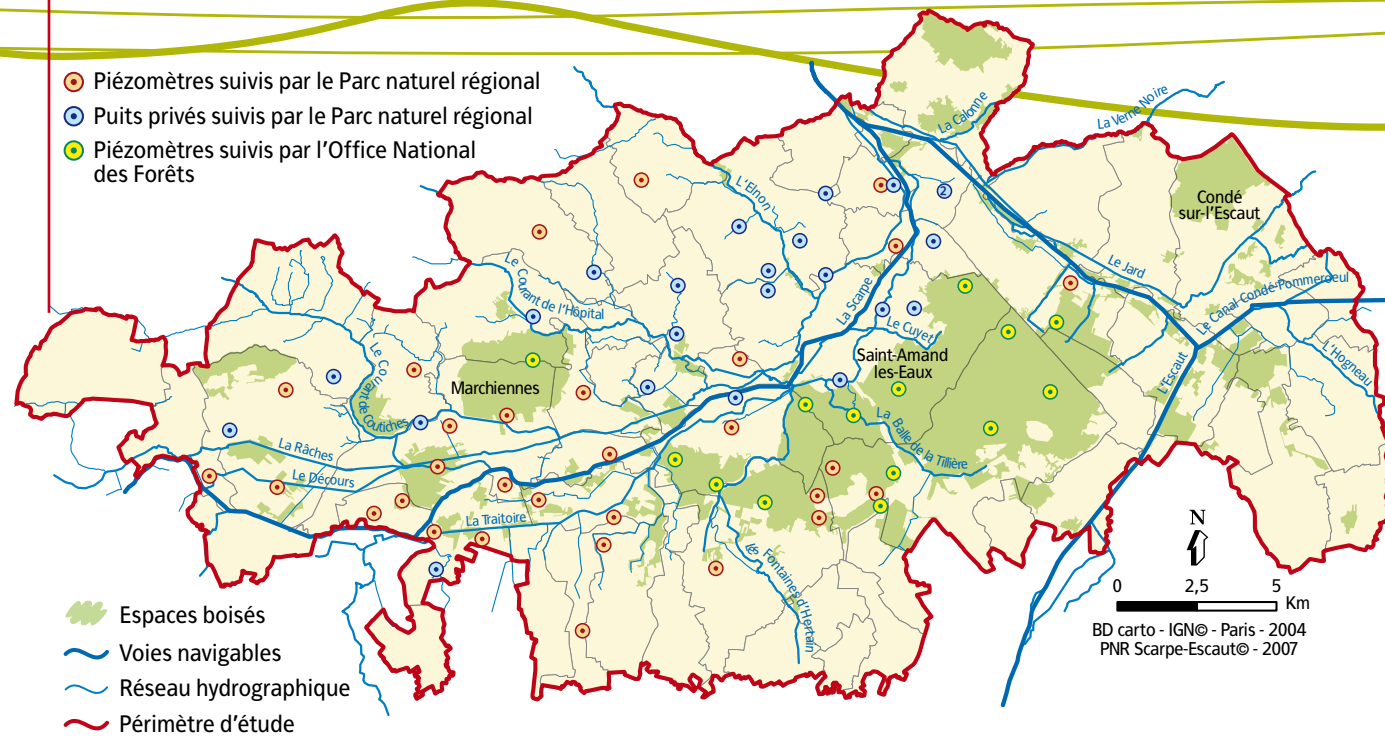 Piézomètres suivis par le Parc naturel régional
Puits privés suivis par le Parc naturel régional
Piézomètres suivis par l'Office National
des Forêts
La Calonne
La Verne Noire
L'Elnon
2
Condé
sur-l'Escaut
Le Courant de l'Hôpital
La Scarpe
Le Jard
Le Canal Condé-Pommeroeul
Le Cuyet
Saint-Amand
les-Eaux
L'Hogneau
L'Escaut
Le Courant de Coutiches
Marchiennes
La Balle de la Tillière
La Râches
Le Décours
La Traitoire
les Fontaines d'Hertain
N
0 2,5 5
Km
BD carto - IGN© - Paris - 2004
PNR Scarpe-Escaut© - 2007
Espaces boisés
Voies navigables
Réseau hydrographique
Périmètre d'étude